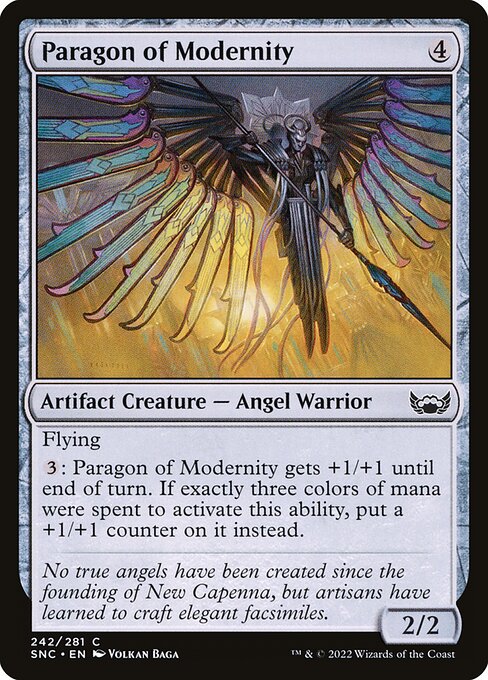 Paragon of Modernity 4
Artifact Creature — Angel Warrior
Flying
3: Paragon of Modernity gets +1/+1 until
end of turn. If exactly three colors of mana
were spent to activate this ability, put a
+1/+1 counter on it instead.
No true angels have been created since the
founding of New Capenna, but artisans have
learned to craft elegant facsimiles.
2/2
242/281 C
SNC • EN Volkan Baga
™ & © 2022 Wizards of the Coast